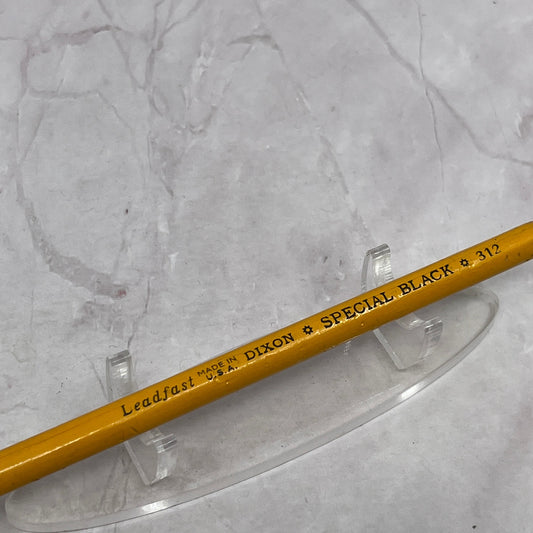 Leadfast MADE IN U.S.A. DIXON ✡ SPECIAL BLACK ✡ 312